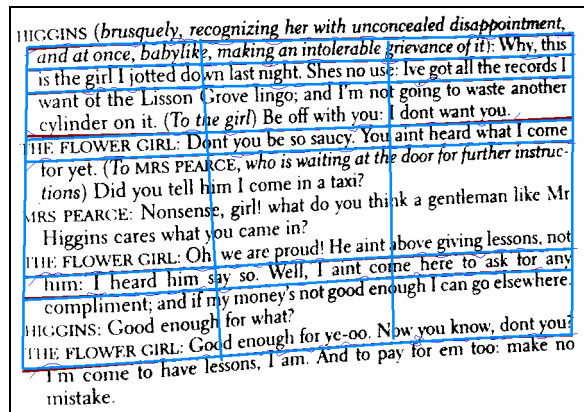 HIGGINS (brusquely, recognizing her with unconcealed disappointment,
and at once, babylike, making an intolerable grievance of it): Why, this
is the girl I jotted down last night. Shes no use: Ive got all the records I
want of the Lisson Grove lingo; and I'm not going to waste another
cylinder on it. (To the girl) Be off with you: I dont want you.
THE FLOWER GIRL: Dont you be so saucy. You aint heard what I come
for yet. (To MRS PEARCE, who is waiting at the door for further instruc-
tions) Did you tell him I come in a taxi?
MRS PEARCE: Nonsense, girl! what do you think a gentleman like Mr
Higgins cares what you came in?
THE FLOWER GIRL: Oh, we are proud! He aint above giving lessons, not
him: I heard him say so. Well, I aint come here to ask for any
compliment; and if my money's not good enough I can go elsewhere.
HIGGINS: Good enough for what?
THE FLOWER GIRL: Good enough for ye-oo. Now you know, dont you?
I'm come to have lessons, I am. And to pay for em too: make no
mistake.